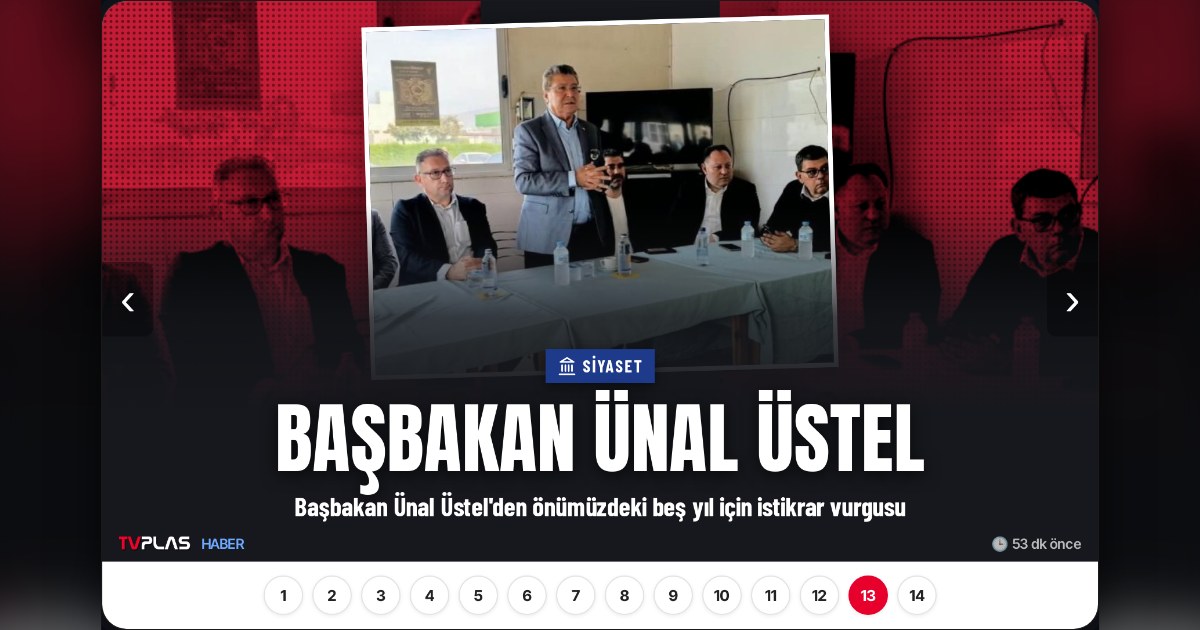 SİYASET
BAŞBAKAN ÜNAL ÜSTEL
Başbakan Ünal Üstel'den önümüzdeki beş yıl için istikrar vurgusu
TVPLAS HABER
53 dk önce
‹
›
1 2 3 4 5 6 7 8 9 10 11 12 13 14